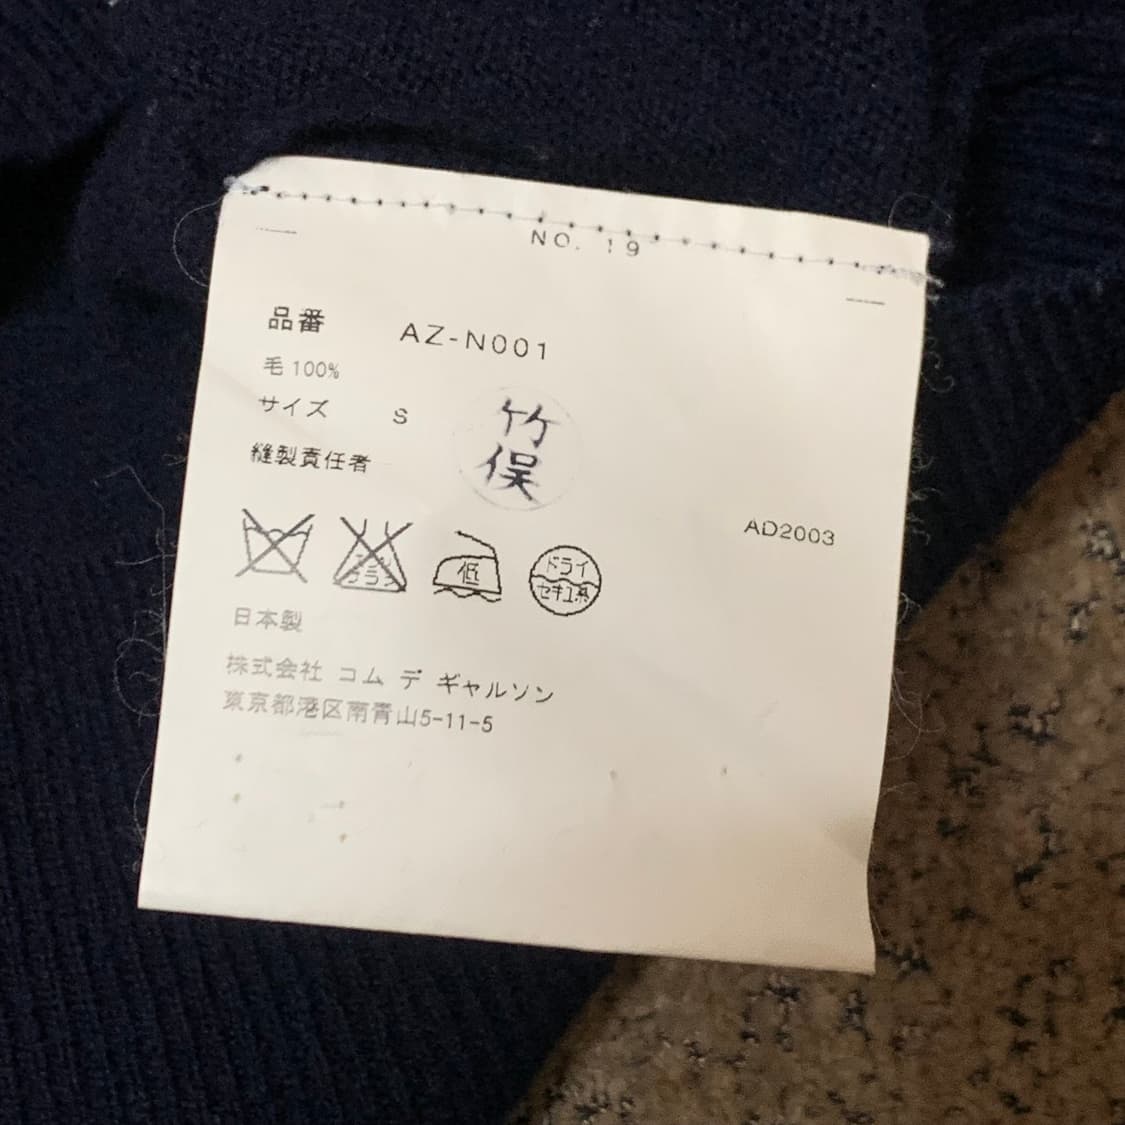 NO. 19
品番 AZ-N001
毛 100%
サイズ S
縫製責任者
竹俣
AD2003
低
ドライ
セキユ系
日本製
株式会社 コム デ ギャルソン
東京都港区南青山5-11-5